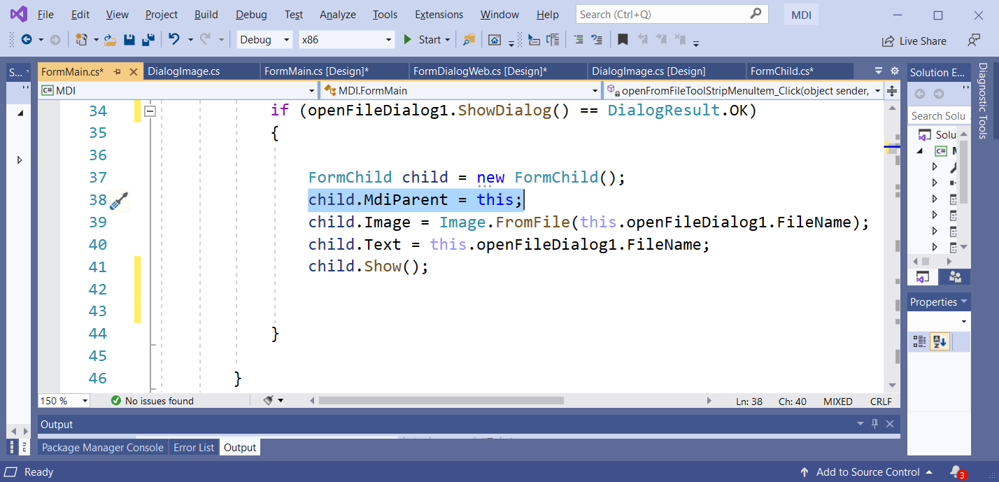 File Edit View Project Build Debug Test Analyze Tools Extensions Window Help Search (Ctrl+Q) MDI
Debug x86 Start Live Share
S... FormMain.cs* DialogImage.cs FormMain.cs [Design]* FormDialogWeb.cs [Design]* DialogImage.cs [Design] FormChild.cs* Solution E... Diagnostic Tools
C# MDI MDI.FormMain openFromFileToolStripMenuItem_Click(object sender,
34 if (openFileDialog1.ShowDialog() == DialogResult.OK)
Search Solu
35 {
Solu
36
C#
37 FormChild child = new FormChild();
38 child.MdiParent = this;
39 child.Image = Image.FromFile(this.openFileDialog1.FileName);
40 child.Text = this.openFileDialog1.FileName;
41 child.Show();
42
43
Properties
44 }
45
AZ
46 }
150 % No issues found Ln: 38 Ch: 40 MIXED CRLF
Output
Package Manager Console Error List Output
Ready Add to Source Control 3